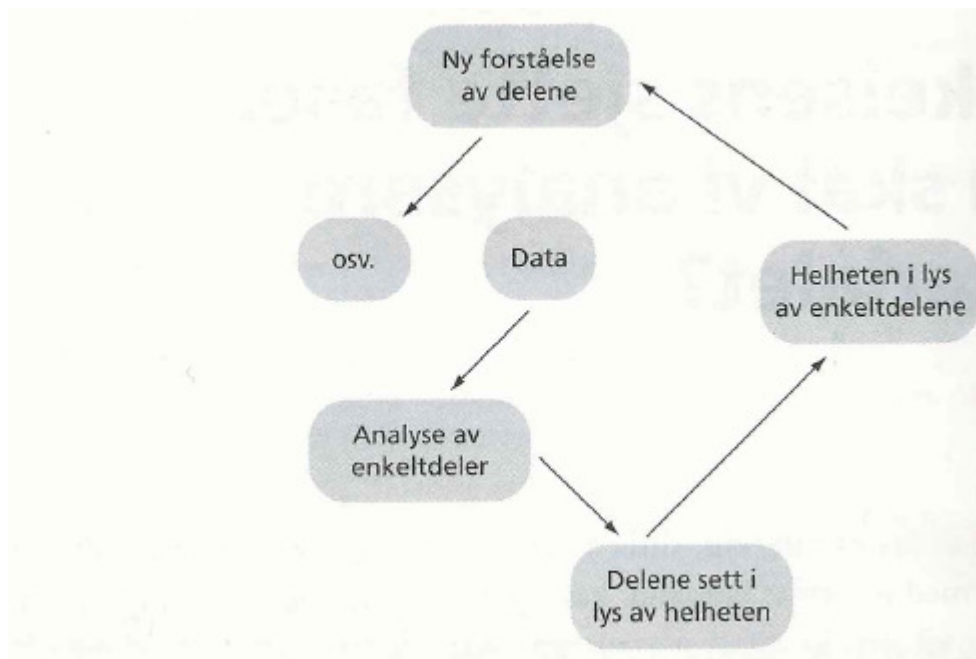 Ny forståelse
av delene
osv.
Data
Helheten i lys
av enkeltdelene
Analyse av
enkeltdeler
Delene sett i
lys av helheten